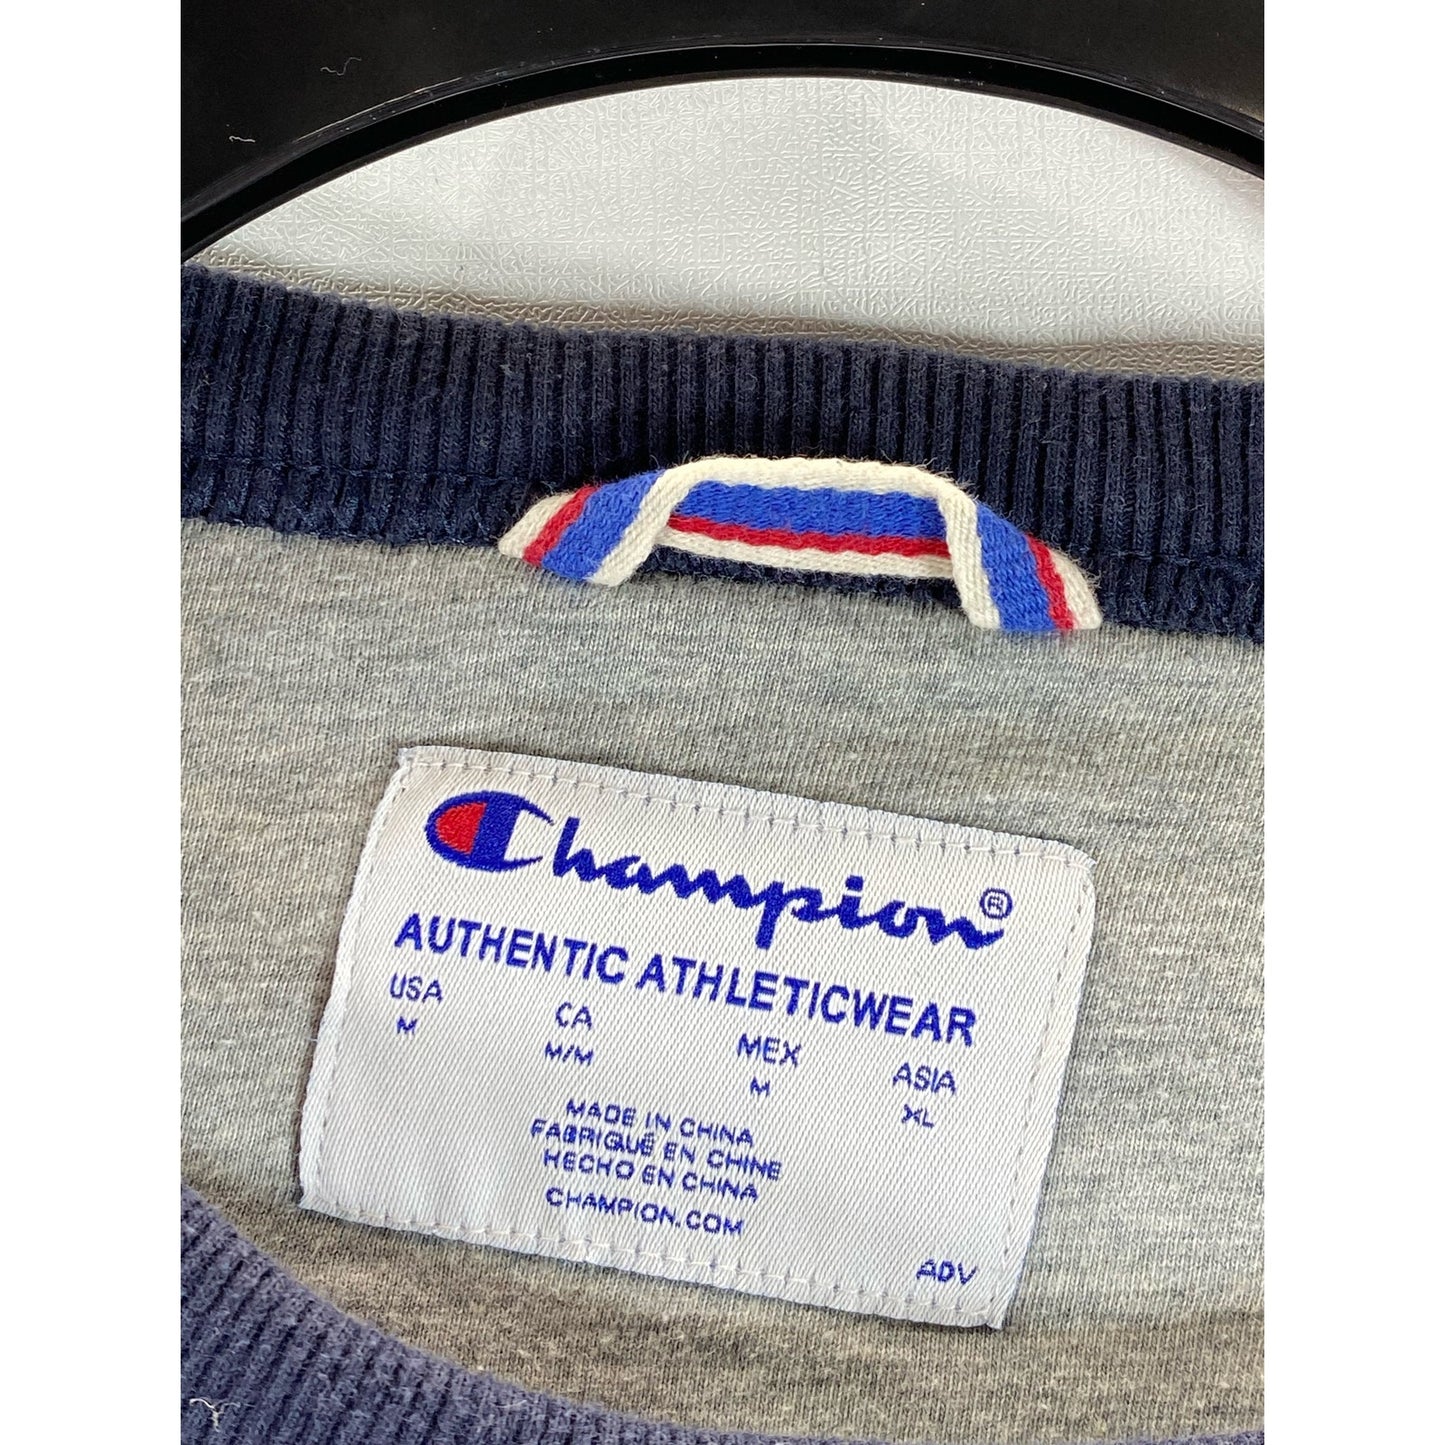 Champion®
AUTHENTIC ATHLETICWEAR
USA CA MEX ASIA
M M/M M XL
MADE IN CHINA
FABRIQUÉ EN CHINE
HECHO EN CHINA
CHAMPION.COM
ADV